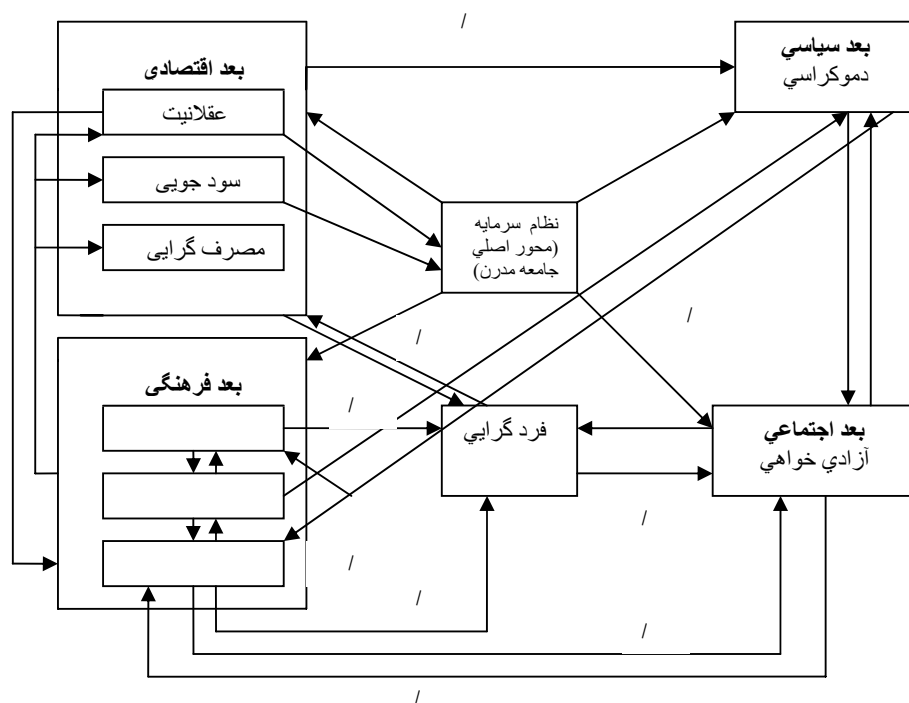 /
بعد سياسي
دموكراسي
بعد اقتصادی
عقلانیت
سود جویی
مصرف گرایی
نظام سرمايه
(محور اصلي
جامعه مدرن)
/
/
بعد فرهنگی
/
فرد گرايي
بعد اجتماعي
آزادي خواهي
/
/
/
/
/